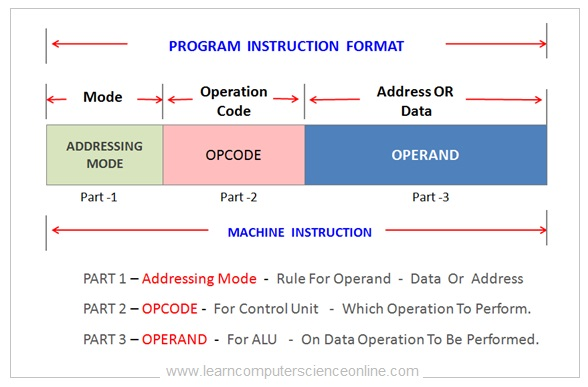 PROGRAM INSTRUCTION FORMAT
Mode
Operation
Code
Address OR
Data
ADDRESSING
MODE
OPCODE
OPERAND
Part -1
Part -2
Part -3
MACHINE INSTRUCTION
PART 1 – Addressing Mode - Rule For Operand - Data Or Address
PART 2 – OPCODE - For Control Unit - Which Operation To Perform.
PART 3 – OPERAND - For ALU - On Data Operation To Be Performed.
www.learncomputerscienceonline.com